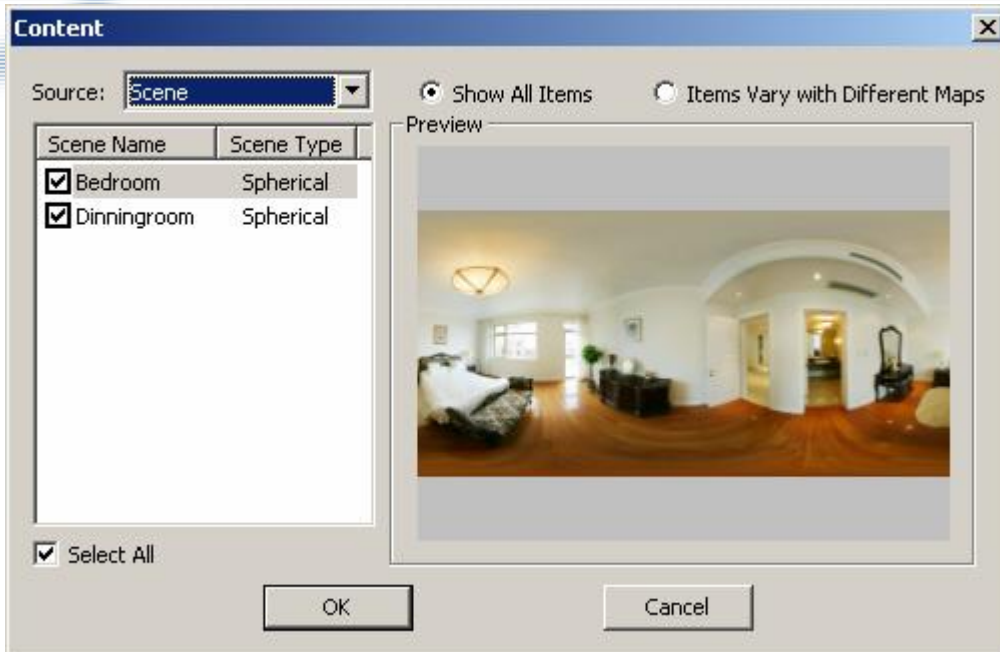 Content
Source: Scene
Show All Items
Items Vary with Different Maps
Scene Name Scene Type
Bedroom Spherical
Dinningroom Spherical
Preview
Select All
OK
Cancel